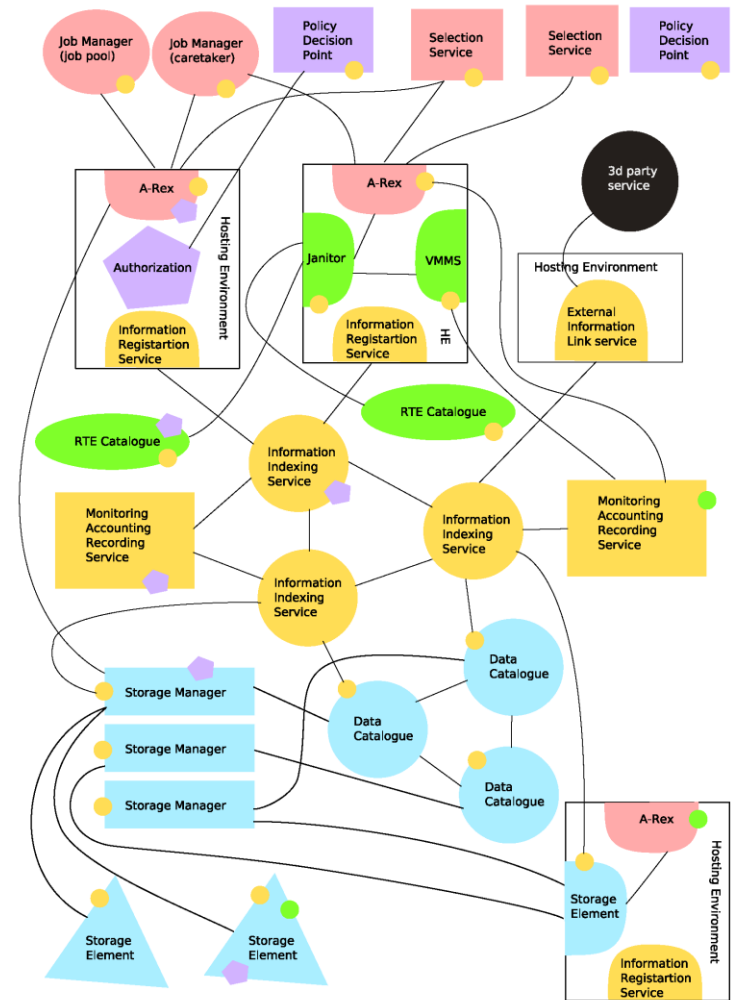 Job Manager
(job pool)
Job Manager
(caretaker)
Policy
Decision
Point
Selection
Service
Selection
Service
Policy
Decision
Point
A-Rex
Authorization
Information
Registartion
Service
Hosting Environment
A-Rex
Janitor
VMMS
Information
Registartion
Service
HE
3d party
service
Hosting Environment
External
Information
Link service
RTE Catalogue
RTE Catalogue
Information
Indexing
Service
Monitoring
Accounting
Recording
Service
Information
Indexing
Service
Monitoring
Accounting
Recording
Service
Information
Indexing
Service
Storage Manager
Storage Manager
Storage Manager
Data
Catalogue
Data
Catalogue
Data
Catalogue
Storage
Element
Storage
Element
A-Rex
Storage
Element
Information
Registartion
Service
Hosting Environment